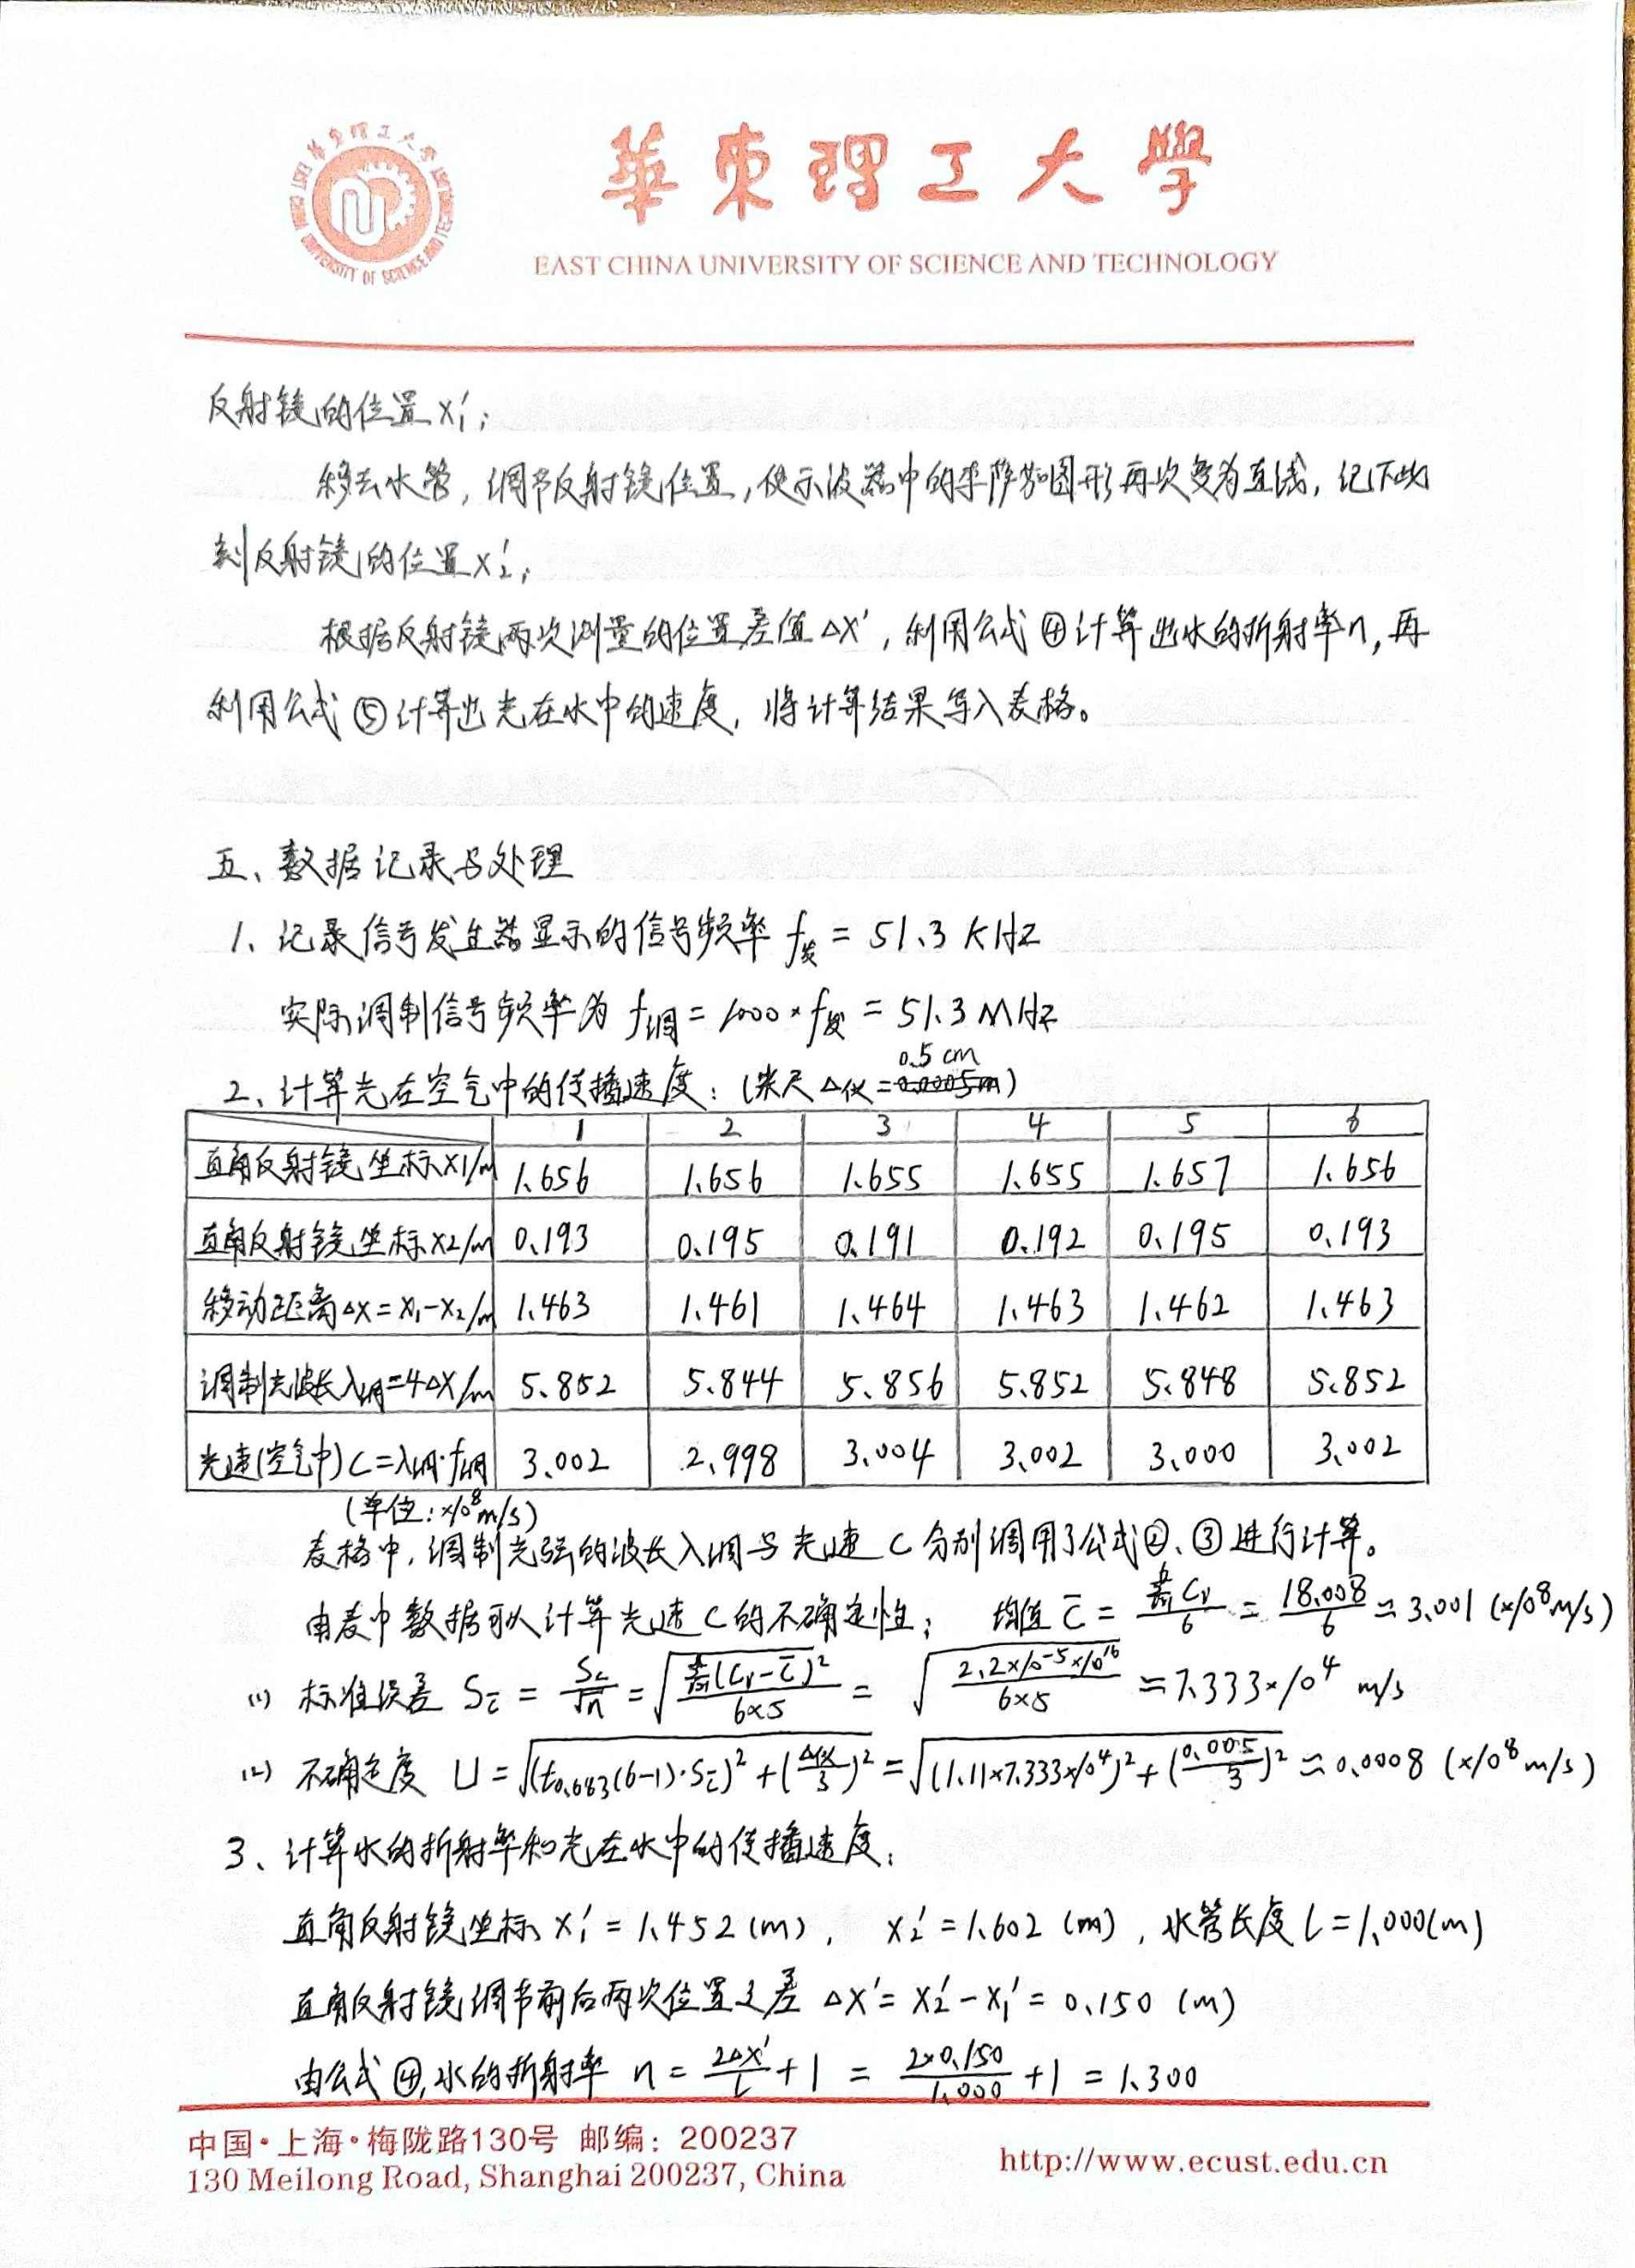 華東理工大學
EAST CHINA UNIVERSITY OF SCIENCE AND TECHNOLOGY
反射镜的位置x₁′;
移去水管,调节反射镜位置,使示波器中的李萨如图形再次变为直线,记下此
刻反射镜的位置x₂′;
根据反射镜两次测量的位置差值△x′,利用公式④计算出水的折射率n,再
利用公式⑤计算出光在水中的速度,将计算结果写入表格。
五、数据记录与处理
1、记录信号发生器显示的信号频率 f发 = 51.3 KHz
实际调制信号频率为 f调 = 1000 × f发 = 51.3 MHz
2、计算光在空气中的传播速度:(米尺 △仪 = 0.5 cm)
1 2 3 4 5 6
直角反射镜坐标x1/m 1.656 1.656 1.655 1.655 1.657 1.656
直角反射镜坐标x2/m 0.193 0.195 0.191 0.192 0.195 0.193
移动距离△x=x₁-x₂/m 1.463 1.461 1.464 1.463 1.462 1.463
调制光波长λ调=4△x/m 5.852 5.844 5.856 5.852 5.848 5.852
光速(空气中)C=λ调·f调 3.002 2.998 3.004 3.002 3.000 3.002
(单位:×10⁸m/s)
表格中,调制光强的波长λ调与光速C分别调用了公式②、③进行计算。
由表中数据可以计算光速C的不确定性; 均值 C̄ = ΣCᵢ/6 = 18.008/6 ≈ 3.001 (×10⁸m/s)
(1) 标准误差 S_C̄ = S_C/√n = √(Σ(Cᵢ-C̄)²/(6×5)) = √(2.2×10⁻⁵×10¹⁶/(6×5)) ≈ 7.333×10⁴ m/s
(2) 不确定度 U = √((t₀.₆₈₃(6-1)·S_C̄)² + (△仪/3)²) = √((1.11×7.333×10⁴)² + (0.005/3)²) ≈ 0.0008 (×10⁸m/s)
3、计算水的折射率和光在水中的传播速度:
直角反射镜坐标 x₁′ = 1.452 (m), x₂′ = 1.602 (m), 水管长度 L = 1.000(m)
直角反射镜调节前后两次位置之差 △x′ = x₂′ - x₁′ = 0.150 (m)
由公式④,水的折射率 n = 2△x′/L + 1 = 2×0.150/1.000 + 1 = 1.300
中国·上海·梅陇路130号 邮编:200237
130 Meilong Road, Shanghai 200237, China
http://www.ecust.edu.cn